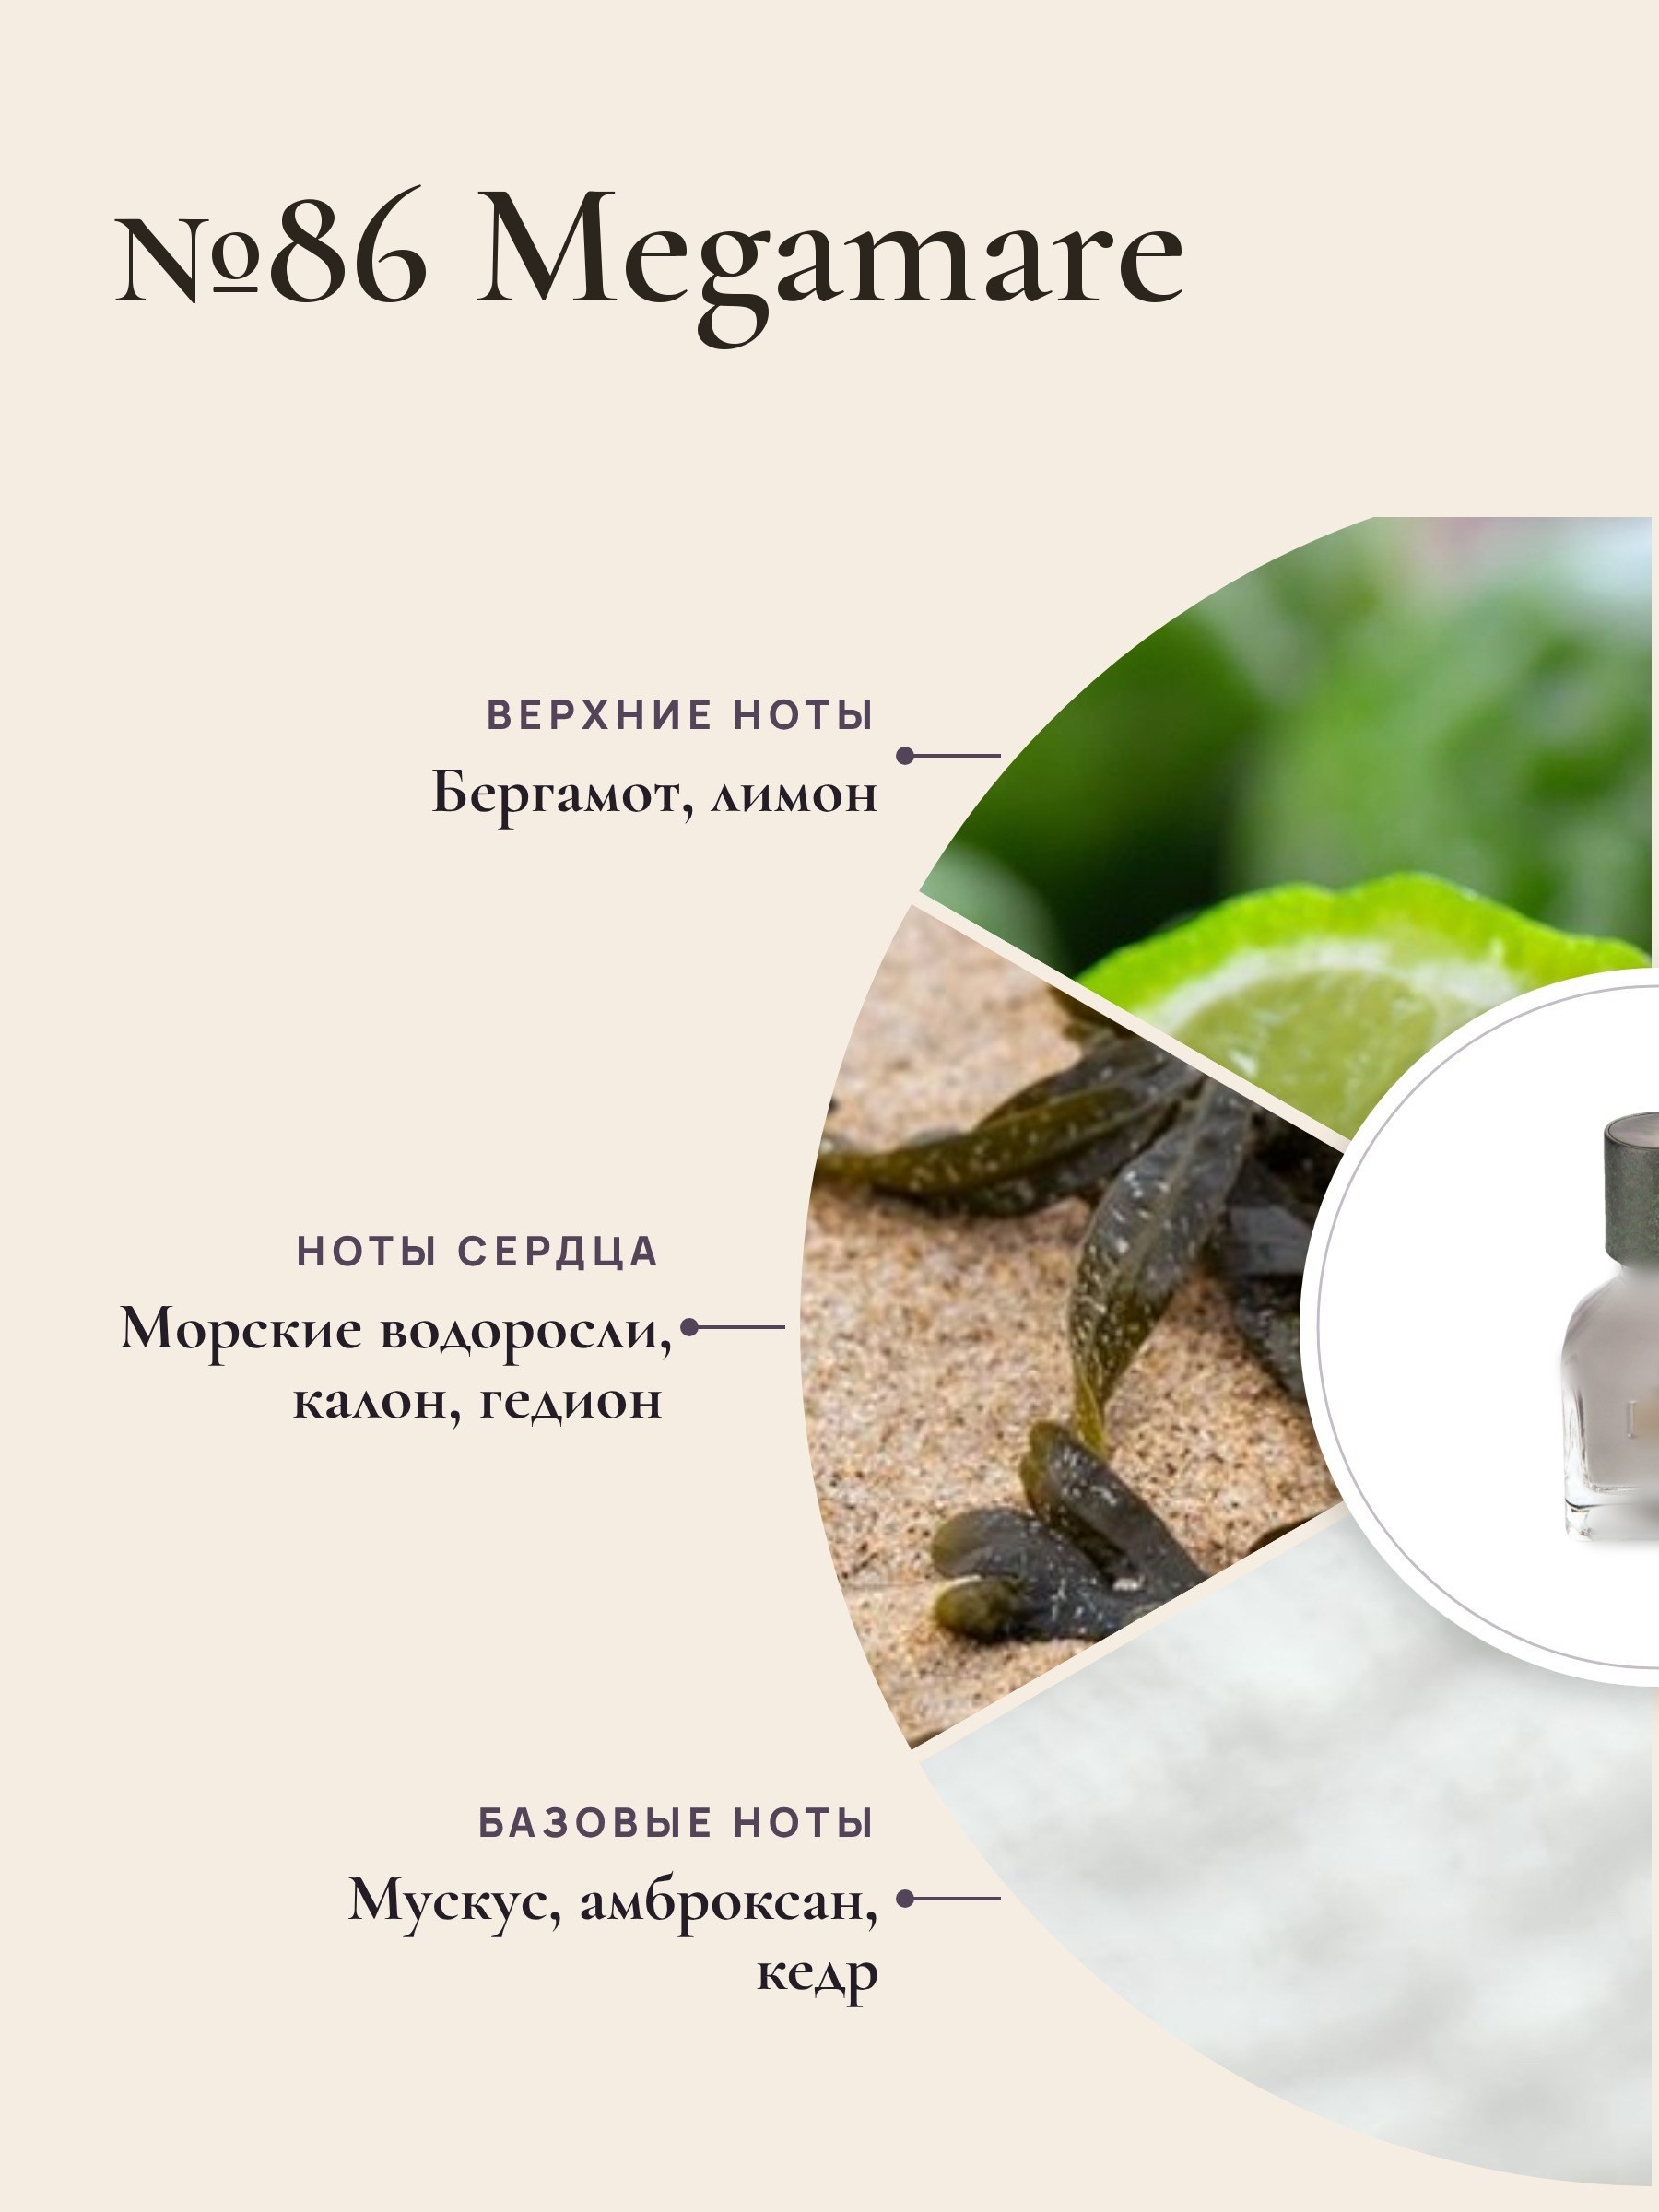 №86 Megamare
ВЕРХНИЕ НОТЫ
Бергамот, лимон
НОТЫ СЕРДЦА
Морские водоросли,
калон, гедион
БАЗОВЫЕ НОТЫ
Мускус, амброксан,
кедр